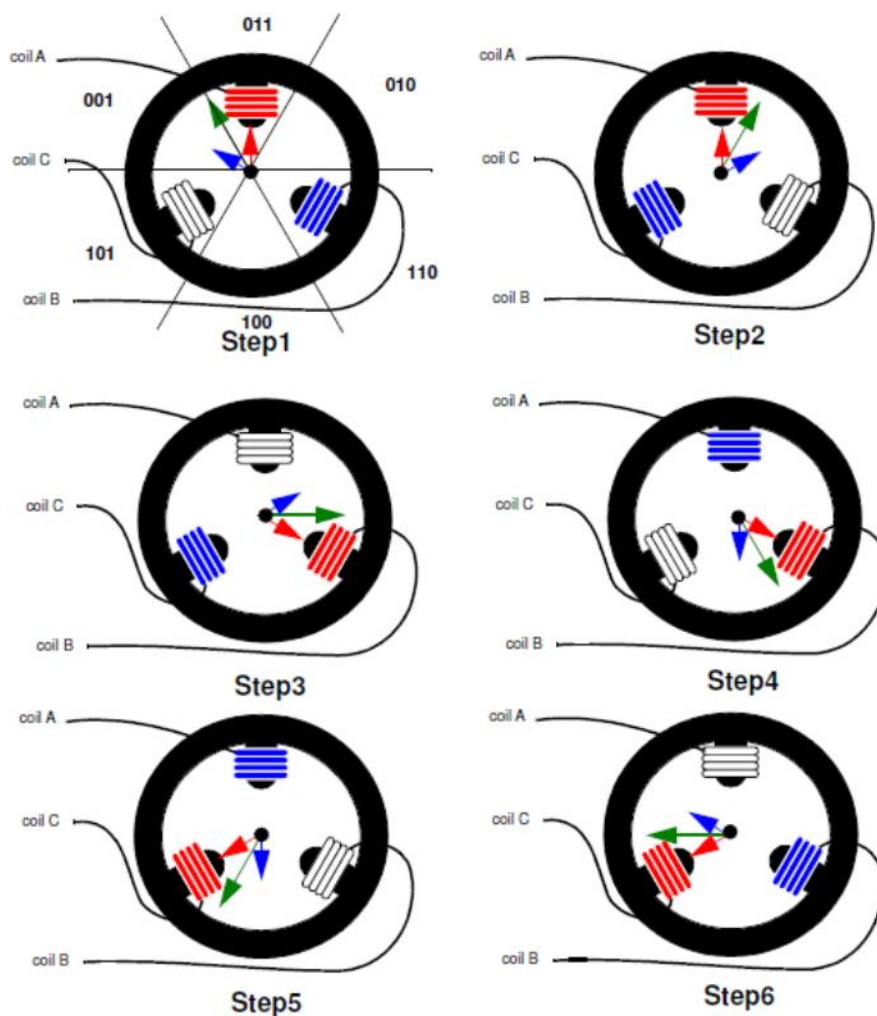 011
coil A
001
010
coil C
101
110
coil B
100
Step1
coil A
coil C
coil B
Step2
coil A
coil C
coil B
Step3
coil A
coil C
coil B
Step4
coil A
coil C
coil B
Step5
coil A
coil C
coil B
Step6